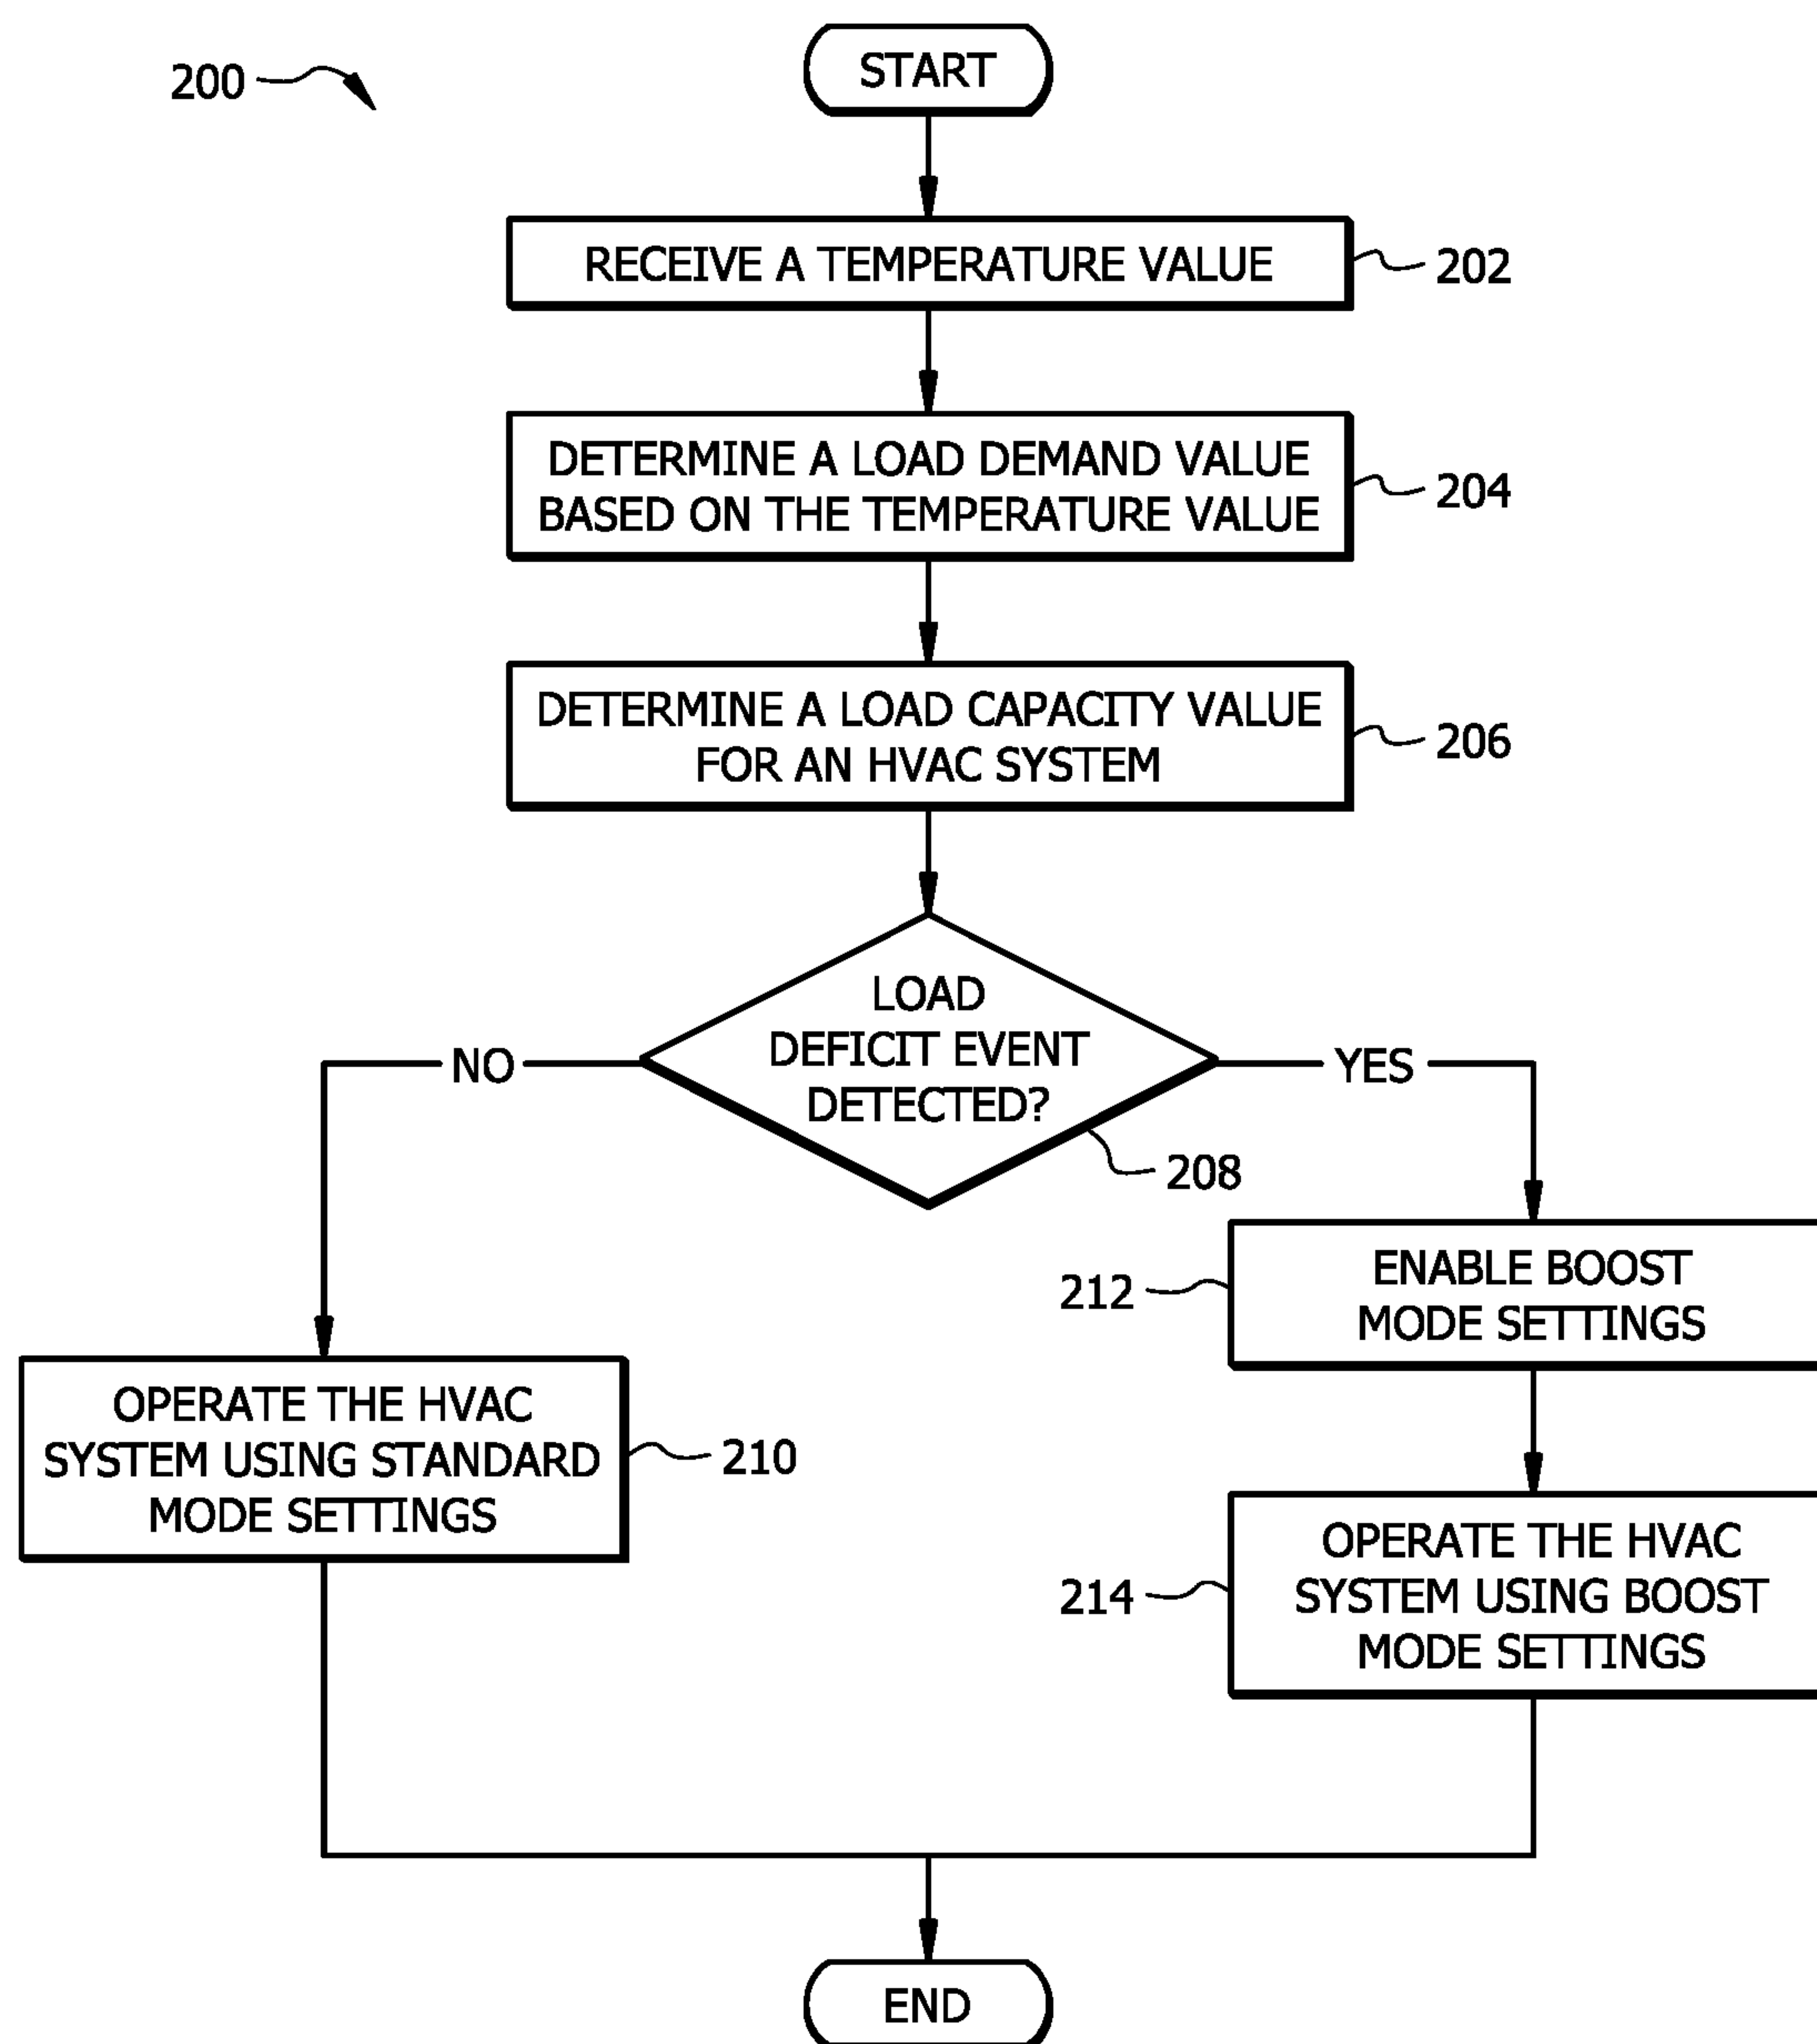 200
START
RECEIVE A TEMPERATURE VALUE
202
DETERMINE A LOAD DEMAND VALUE
BASED ON THE TEMPERATURE VALUE
204
DETERMINE A LOAD CAPACITY VALUE
FOR AN HVAC SYSTEM
206
LOAD
DEFICIT EVENT
DETECTED?
208
NO
YES
OPERATE THE HVAC
SYSTEM USING STANDARD
MODE SETTINGS
210
212
ENABLE BOOST
MODE SETTINGS
214
OPERATE THE HVAC
SYSTEM USING BOOST
MODE SETTINGS
END